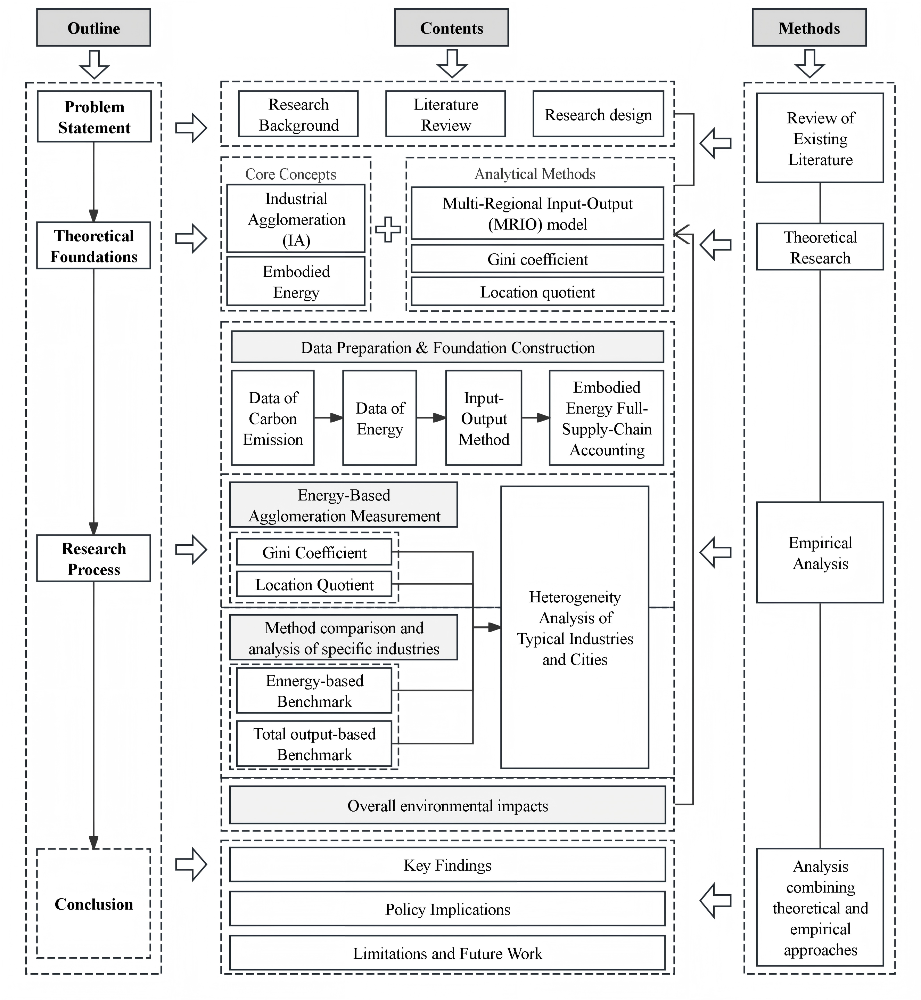 Outline
Contents
Methods
Problem
Statement
Research
Background
Literature
Review
Research design
Review of
Existing
Literature
Theoretical
Foundations
Core Concepts
Industrial
Agglomeration
(IA)
Embodied
Energy
Analytical Methods
Multi-Regional Input-Output
(MRIO) model
Gini coefficient
Location quotient
Theoretical
Research
Data Preparation & Foundation Construction
Data of
Carbon
Emission
Data of
Energy
Input-
Output
Method
Embodied
Energy Full-
Supply-Chain
Accounting
Research
Process
Energy-Based
Agglomeration Measurement
Gini Coefficient
Location Quotient
Method comparison and
analysis of specific industries
Ennergy-based
Benchmark
Total output-based
Benchmark
Heterogeneity
Analysis of
Typical Industries
and Cities
Empirical
Analysis
Overall environmental impacts
Conclusion
Key Findings
Policy Implications
Limitations and Future Work
Analysis
combining
theoretical and
empirical
approaches